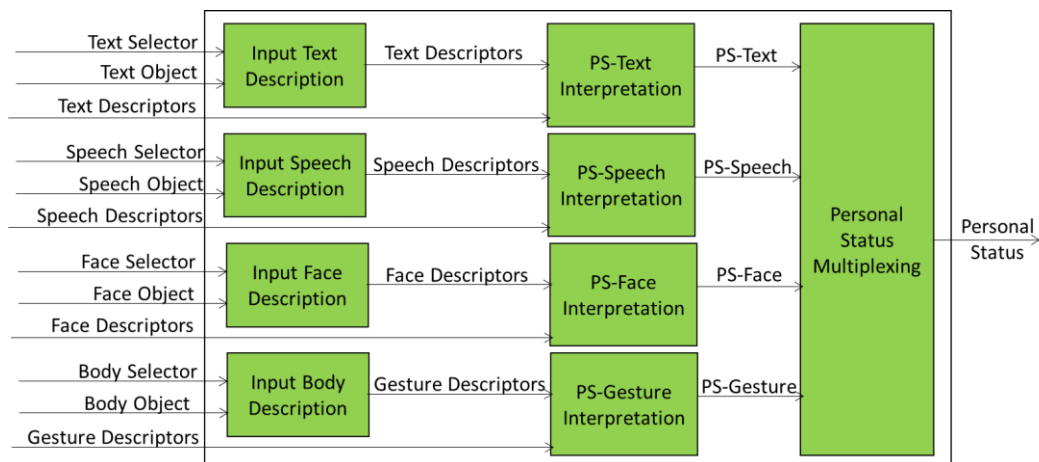 Text Selector
Text Object
Text Descriptors
Input Text
Description
Text Descriptors
PS-Text
Interpretation
PS-Text
Speech Selector
Speech Object
Speech Descriptors
Input Speech
Description
Speech Descriptors
PS-Speech
Interpretation
PS-Speech
Face Selector
Face Object
Face Descriptors
Input Face
Description
Face Descriptors
PS-Face
Interpretation
PS-Face
Body Selector
Body Object
Gesture Descriptors
Input Body
Description
Gesture Descriptors
PS-Gesture
Interpretation
PS-Gesture
Personal
Status
Multiplexing
Personal
Status